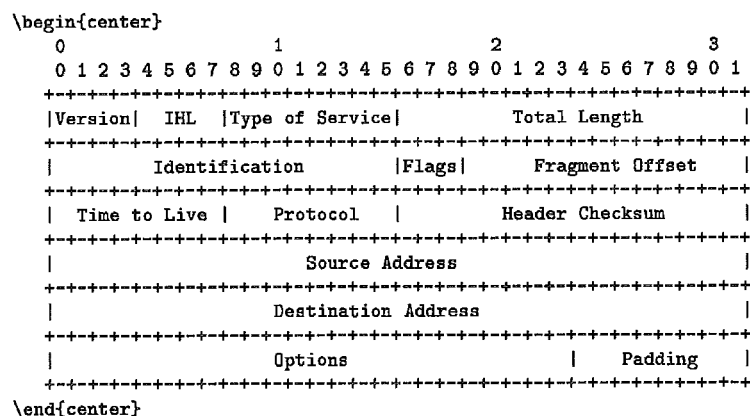 \begin{center}
    0                   1                   2                   3
    0 1 2 3 4 5 6 7 8 9 0 1 2 3 4 5 6 7 8 9 0 1 2 3 4 5 6 7 8 9 0 1
   +-+-+-+-+-+-+-+-+-+-+-+-+-+-+-+-+-+-+-+-+-+-+-+-+-+-+-+-+-+-+-+-+
   |Version|  IHL  |Type of Service|          Total Length         |
   +-+-+-+-+-+-+-+-+-+-+-+-+-+-+-+-+-+-+-+-+-+-+-+-+-+-+-+-+-+-+-+-+
   |         Identification        |Flags|      Fragment Offset    |
   +-+-+-+-+-+-+-+-+-+-+-+-+-+-+-+-+-+-+-+-+-+-+-+-+-+-+-+-+-+-+-+-+
   |  Time to Live |    Protocol   |         Header Checksum       |
   +-+-+-+-+-+-+-+-+-+-+-+-+-+-+-+-+-+-+-+-+-+-+-+-+-+-+-+-+-+-+-+-+
   |                       Source Address                          |
   +-+-+-+-+-+-+-+-+-+-+-+-+-+-+-+-+-+-+-+-+-+-+-+-+-+-+-+-+-+-+-+-+
   |                    Destination Address                        |
   +-+-+-+-+-+-+-+-+-+-+-+-+-+-+-+-+-+-+-+-+-+-+-+-+-+-+-+-+-+-+-+-+
   |                    Options                    |    Padding    |
   +-+-+-+-+-+-+-+-+-+-+-+-+-+-+-+-+-+-+-+-+-+-+-+-+-+-+-+-+-+-+-+-+
\end{center}